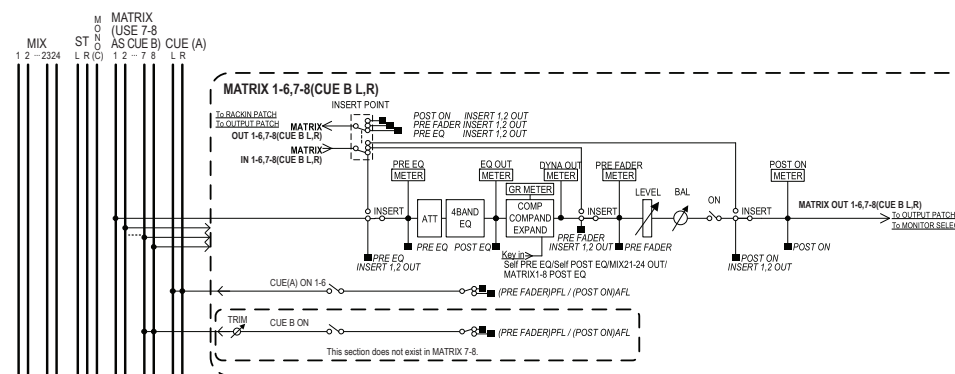 MIX
1 2 ··· 23 24
ST
L R
MONO
(C)
MATRIX
(USE 7-8
AS CUE B)
1 2 ··· 7 8
CUE (A)
L R
MATRIX 1-6,7-8(CUE B L,R)
INSERT POINT
To RACKIN PATCH
To OUTPUT PATCH
MATRIX
OUT 1-6,7-8(CUE B L,R)
MATRIX
IN 1-6,7-8(CUE B L,R)
POST ON INSERT 1,2 OUT
PRE FADER INSERT 1,2 OUT
PRE EQ INSERT 1,2 OUT
PRE EQ
METER
EQ OUT
METER
DYNA OUT
METER
PRE FADER
METER
POST ON
METER
GR METER
LEVEL
BAL
ON
INSERT
ATT
4BAND
EQ
COMP
COMPAND
EXPAND
INSERT
INSERT
MATRIX OUT 1-6,7-8(CUE B L,R)
To OUTPUT PATCH
To MONITOR SELEC
PRE EQ
INSERT 1,2 OUT
PRE EQ
POST EQ
PRE FADER
INSERT 1,2 OUT
PRE FADER
POST ON
INSERT 1,2 OUT
POST ON
Key in
Self PRE EQ/Self POST EQ/MIX21-24 OUT/
MATRIX1-8 POST EQ
CUE(A) ON 1-6
(PRE FADER)PFL / (POST ON)AFL
TRIM
CUE B ON
(PRE FADER)PFL / (POST ON)AFL
This section does not exist in MATRIX 7-8.